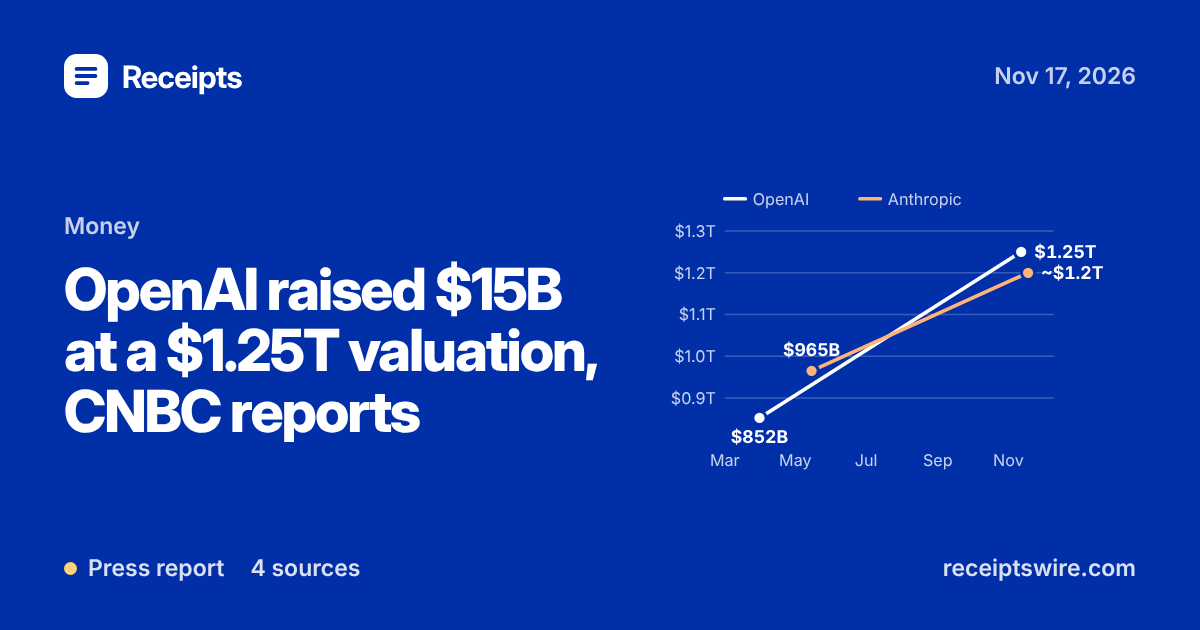 Receipts
Nov 17, 2026
Money
OpenAI raised $15B
at a $1.25T valuation,
CNBC reports
OpenAI Anthropic
$1.3T
$1.2T
$1.1T
$1.0T
$0.9T
$1.25T
~$1.2T
$965B
$852B
Mar May Jul Sep Nov
Press report 4 sources
receiptswire.com